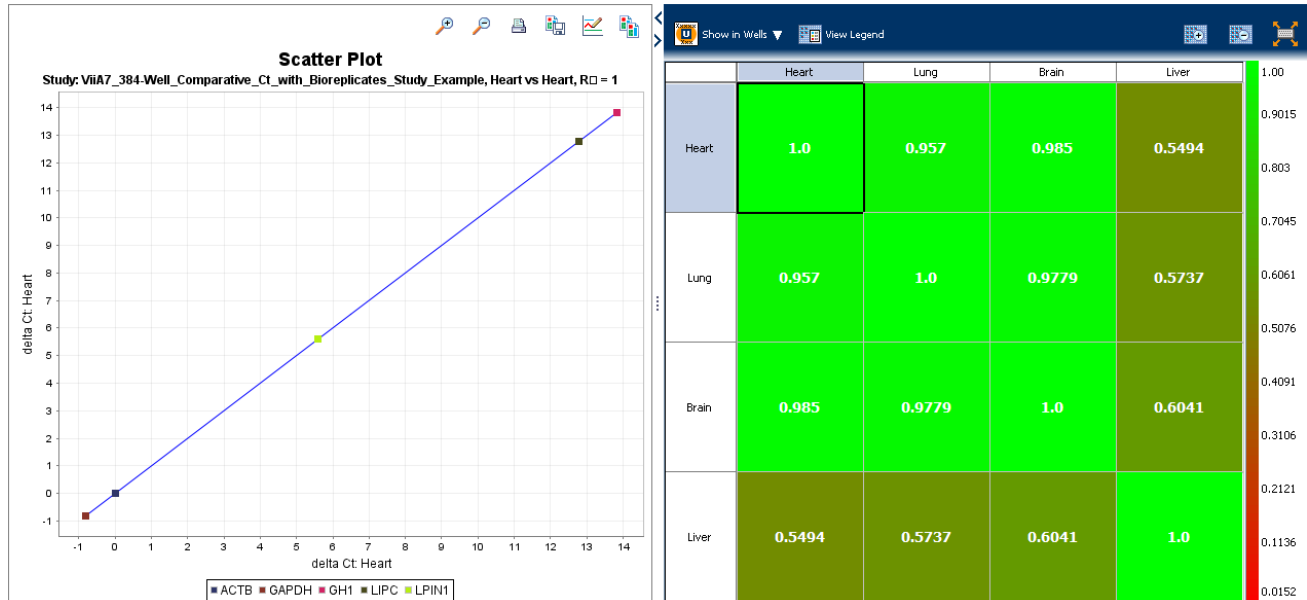 Scatter Plot
Study: ViiA7_384-Well_Comparative_Ct_with_Bioreplicates_Study_Example, Heart vs Heart, R□ = 1
14
13
12
11
10
9
8
7
6
5
4
3
2
1
0
-1
delta Ct: Heart
-1 0 1 2 3 4 5 6 7 8 9 10 11 12 13 14
delta Ct: Heart
ACTB GAPDH GH1 LIPC LPIN1
U Show in Wells ▼ View Legend
Heart Lung Brain Liver
Heart 1.0 0.957 0.985 0.5494
Lung 0.957 1.0 0.9779 0.5737
Brain 0.985 0.9779 1.0 0.6041
Liver 0.5494 0.5737 0.6041 1.0
1.00
0.9015
0.803
0.7045
0.6061
0.5076
0.4091
0.3106
0.2121
0.1136
0.0152